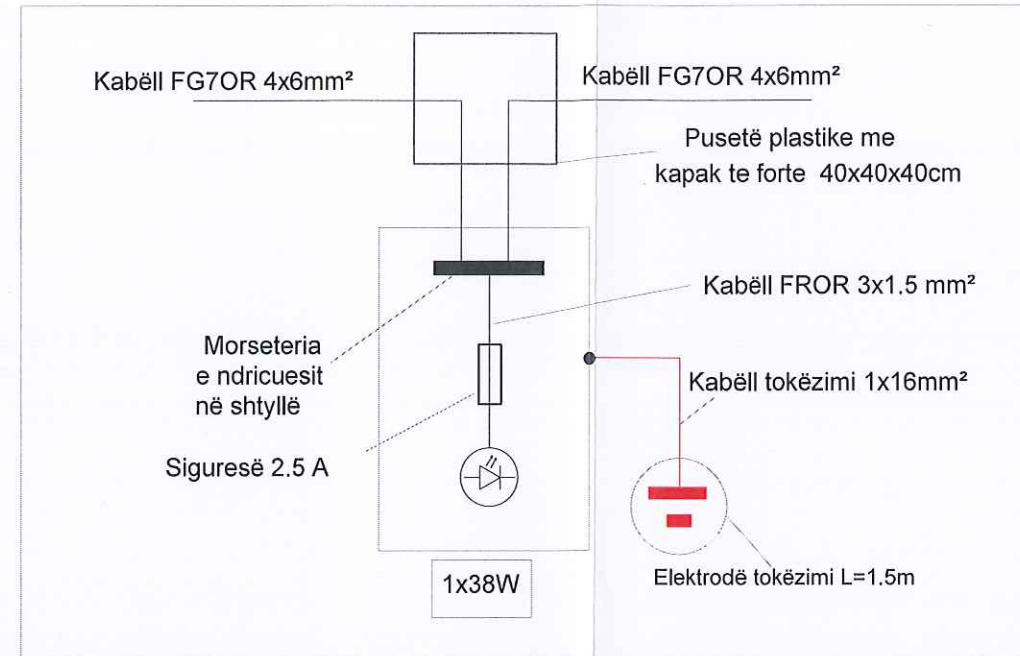 Kabëll FG7OR 4x6mm²
Kabëll FG7OR 4x6mm²
Pusetë plastike me
kapak te forte 40x40x40cm
Kabëll FROR 3x1.5 mm²
Morseteria
e ndricuesit
në shtyllë
Kabëll tokëzimi 1x16mm²
Siguresë 2.5 A
Elektrodë tokëzimi L=1.5m
1x38W